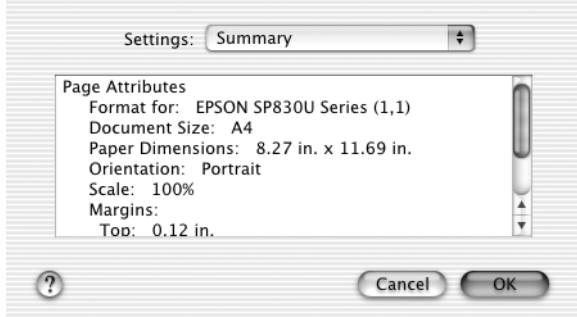 Settings: Summary
Page Attributes
Format for: EPSON SP830U Series (1,1)
Document Size: A4
Paper Dimensions: 8.27 in. x 11.69 in.
Orientation: Portrait
Scale: 100%
Margins:
Top: 0.12 in.
? Cancel OK